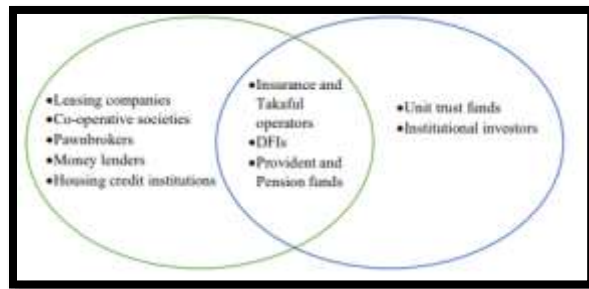 •Leasing companies
•Co-operative societies
•Pawnbrokers
•Money lenders
•Housing credit institutions
•Insurance and
Takaful
operators
•DFIs
•Provident and
Pension funds
•Unit trust funds
•Institutional investors